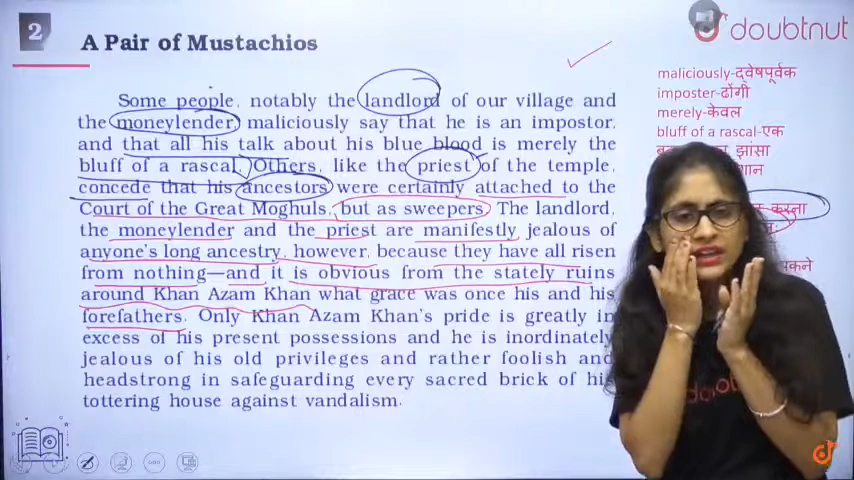 2
A Pair of Mustachios
doubtnut
Some people, notably the landlord of our village and
the moneylender, maliciously say that he is an impostor,
and that all his talk about his blue blood is merely the
bluff of a rascal. Others, like the priest of the temple,
concede that his ancestors were certainly attached to the
Court of the Great Moghuls, but as sweepers. The landlord,
the moneylender and the priest are manifestly jealous of
anyone's long ancestry, however, because they have all risen
from nothing—and it is obvious from the stately ruins
around Khan Azam Khan what grace was once his and his
forefathers. Only Khan Azam Khan's pride is greatly in
excess of his present possessions and he is inordinately
jealous of his old privileges and rather foolish and
headstrong in safeguarding every sacred brick of his
tottering house against vandalism.
maliciously-द्वेषपूर्वक
imposter-ढोंगी
merely-केवल
bluff of a rascal-एक
झांसा
करना